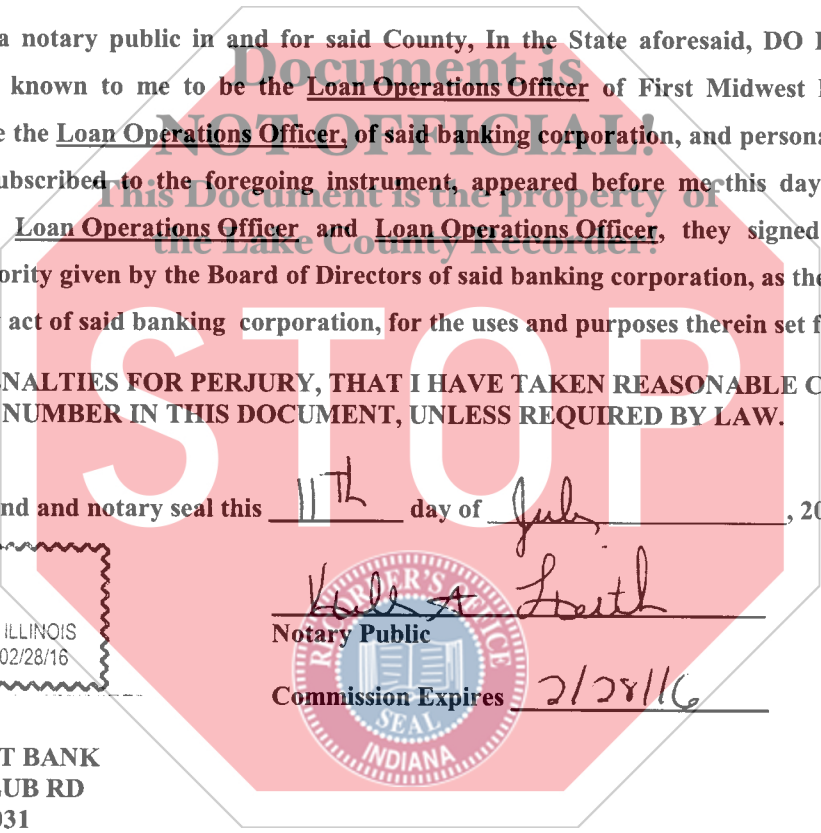 a notary public in and for said County, In the State aforesaid, DO
Document is
known to me to be the Loan Operations Officer of First Midwest
NOT OFFICIAL!
the Loan Operations Officer, of said banking corporation, and persona
This Document is the property of
ubscribed to the foregoing instrument, appeared before me this day
the Lake County Recorder!
Loan Operations Officer and Loan Operations Officer, they signed
ority given by the Board of Directors of said banking corporation, as the
act of said banking corporation, for the uses and purposes therein set f
STOP
ENALTIES FOR PERJURY, THAT I HAVE TAKEN REASONABLE C
NUMBER IN THIS DOCUMENT, UNLESS REQUIRED BY LAW.
nd and notary seal this 11th day of July, 20
ILLINOIS
02/28/16
RECORDER'S OFFICE
Notary Public
Commission Expires 2/28/16
SEAL
INDIANA
T BANK
LUB RD
031